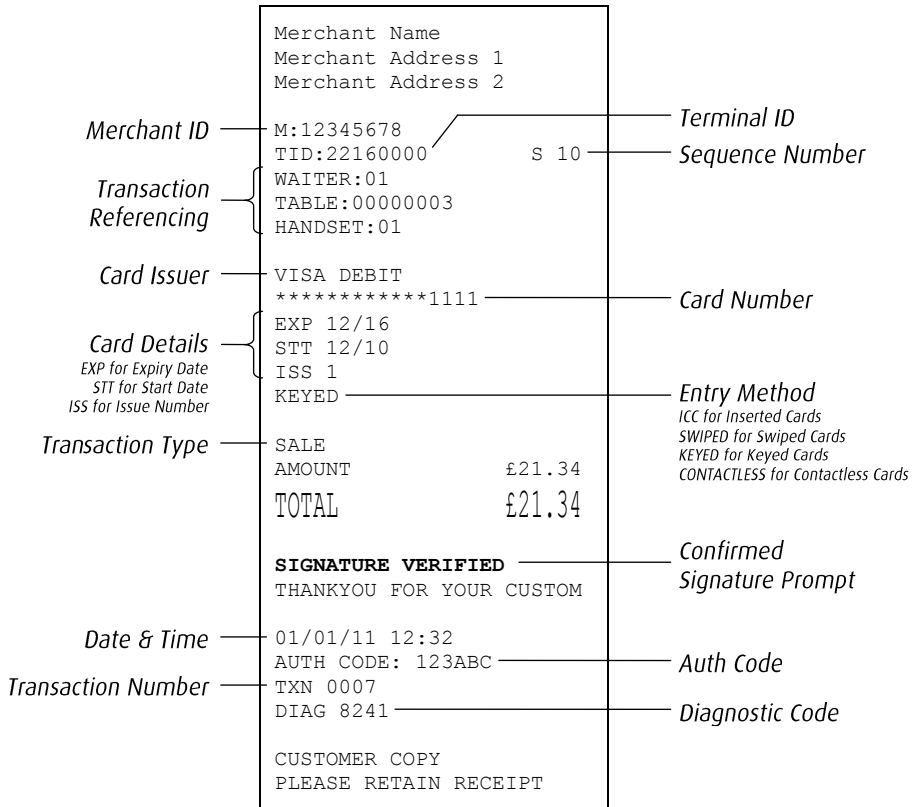 Merchant Name
Merchant Address 1
Merchant Address 2
Merchant ID
M:12345678
Terminal ID
TID:22160000 S 10
Sequence Number
Transaction
Referencing
WAITER:01
TABLE:00000003
HANDSET:01
Card Issuer
VISA DEBIT
************1111
Card Number
Card Details
EXP for Expiry Date
STT for Start Date
ISS for Issue Number
EXP 12/16
STT 12/10
ISS 1
KEYED
Entry Method
ICC for Inserted Cards
SWIPED for Swiped Cards
KEYED for Keyed Cards
CONTACTLESS for Contactless Cards
Transaction Type
SALE
AMOUNT £21.34
TOTAL £21.34
SIGNATURE VERIFIED
Confirmed
Signature Prompt
THANKYOU FOR YOUR CUSTOM
Date & Time
01/01/11 12:32
AUTH CODE: 123ABC
Auth Code
Transaction Number
TXN 0007
DIAG 8241
Diagnostic Code
CUSTOMER COPY
PLEASE RETAIN RECEIPT